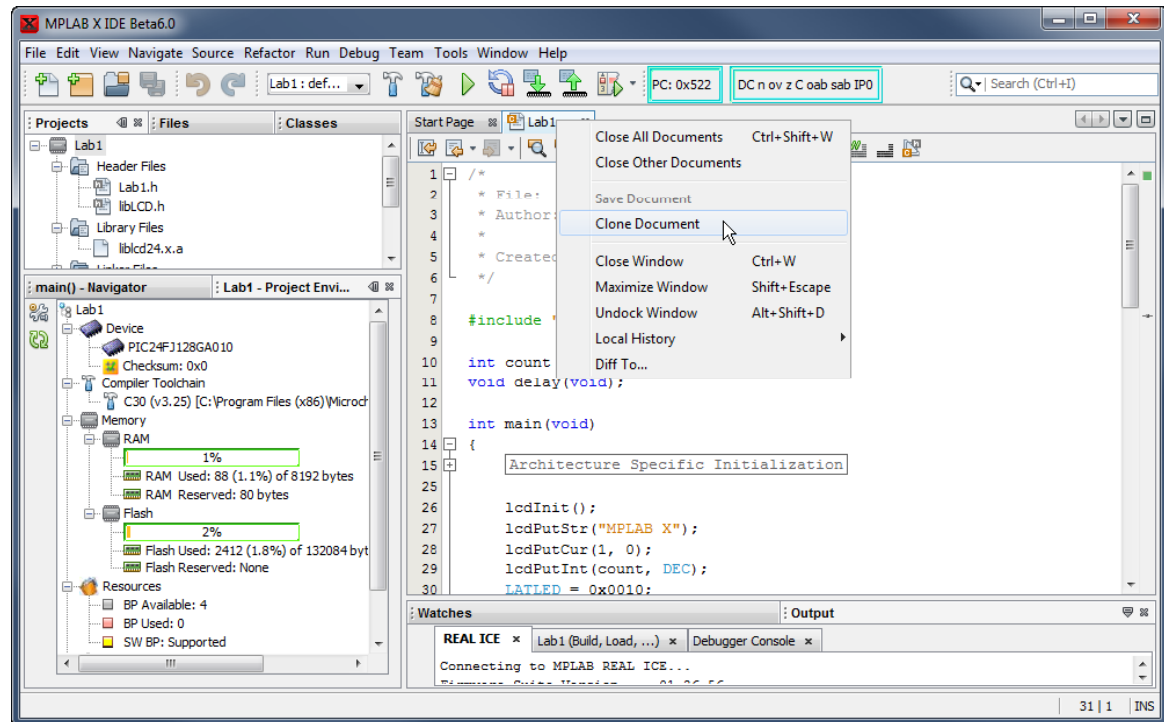 MPLAB X IDE Beta6.0
File Edit View Navigate Source Refactor Run Debug Team Tools Window Help
Lab1 : def...
PC: 0x522
DC n ov z C oab sab IP0
Search (Ctrl+I)
Projects
Files
Classes
Lab1
Header Files
Lab1.h
libLCD.h
Library Files
liblcd24.x.a
Linker Files
main() - Navigator
Lab1 - Project Envi...
Lab1
Device
PIC24FJ128GA010
Checksum: 0x0
Compiler Toolchain
C30 (v3.25) [C:\Program Files (x86)\Microch
Memory
RAM
1%
RAM Used: 88 (1.1%) of 8192 bytes
RAM Reserved: 80 bytes
Flash
2%
Flash Used: 2412 (1.8%) of 132084 byt
Flash Reserved: None
Resources
BP Available: 4
BP Used: 0
SW BP: Supported
Start Page
Lab1
Close All Documents Ctrl+Shift+W
Close Other Documents
Save Document
Clone Document
Close Window Ctrl+W
Maximize Window Shift+Escape
Undock Window Alt+Shift+D
Local History
Diff To...
1 /*
2 * File:
3 * Author:
4 *
5 * Created
6 */
7
8 #include "
9
10 int count
11 void delay(void);
12
13 int main(void)
14 {
15 Architecture Specific Initialization
25
26 lcdInit();
27 lcdPutStr("MPLAB X");
28 lcdPutCur(1, 0);
29 lcdPutInt(count, DEC);
30 LATLED = 0x0010;
Watches
Output
REAL ICE
Lab1 (Build, Load, ...)
Debugger Console
Connecting to MPLAB REAL ICE...
31 | 1
INS